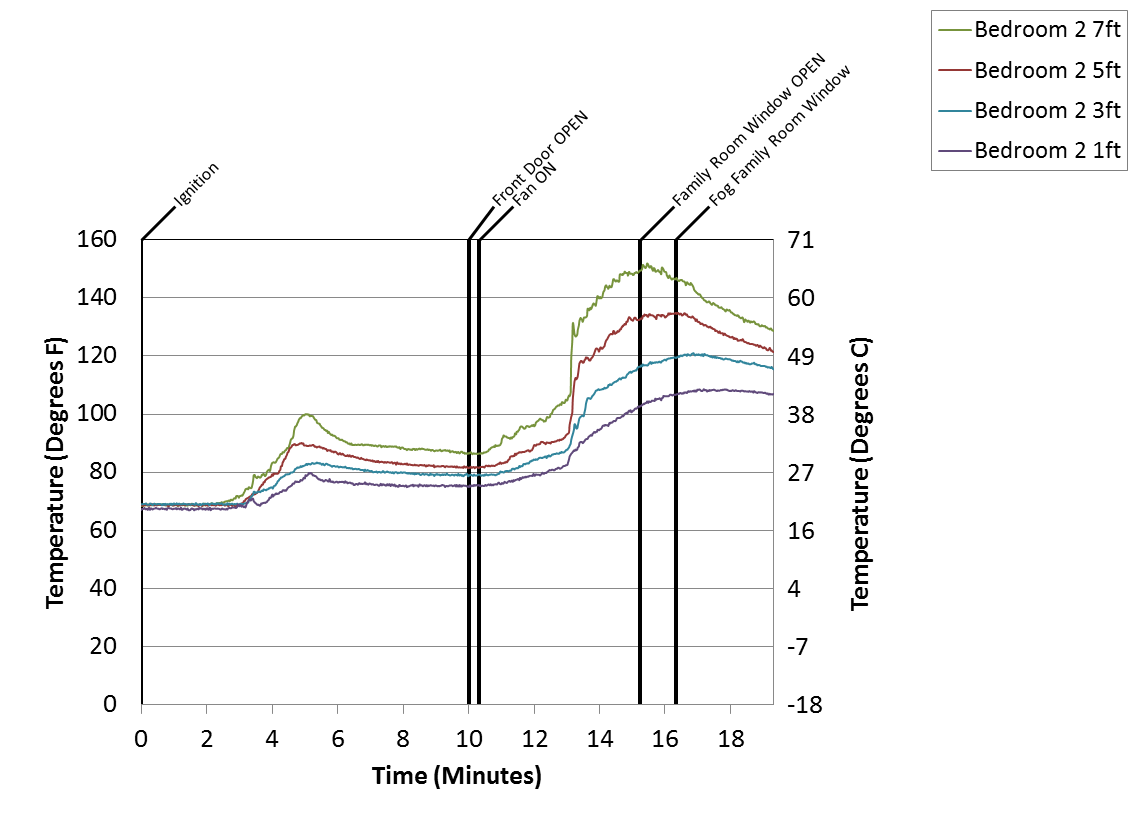 Bedroom 2 7ft
Bedroom 2 5ft
Bedroom 2 3ft
Bedroom 2 1ft
Ignition
Front Door OPEN
Fan ON
Family Room Window OPEN
Fog Family Room Window
Temperature (Degrees F)
160
140
120
100
80
60
40
20
0
71
60
49
38
27
16
4
-7
-18
Temperature (Degrees C)
0 2 4 6 8 10 12 14 16 18
Time (Minutes)